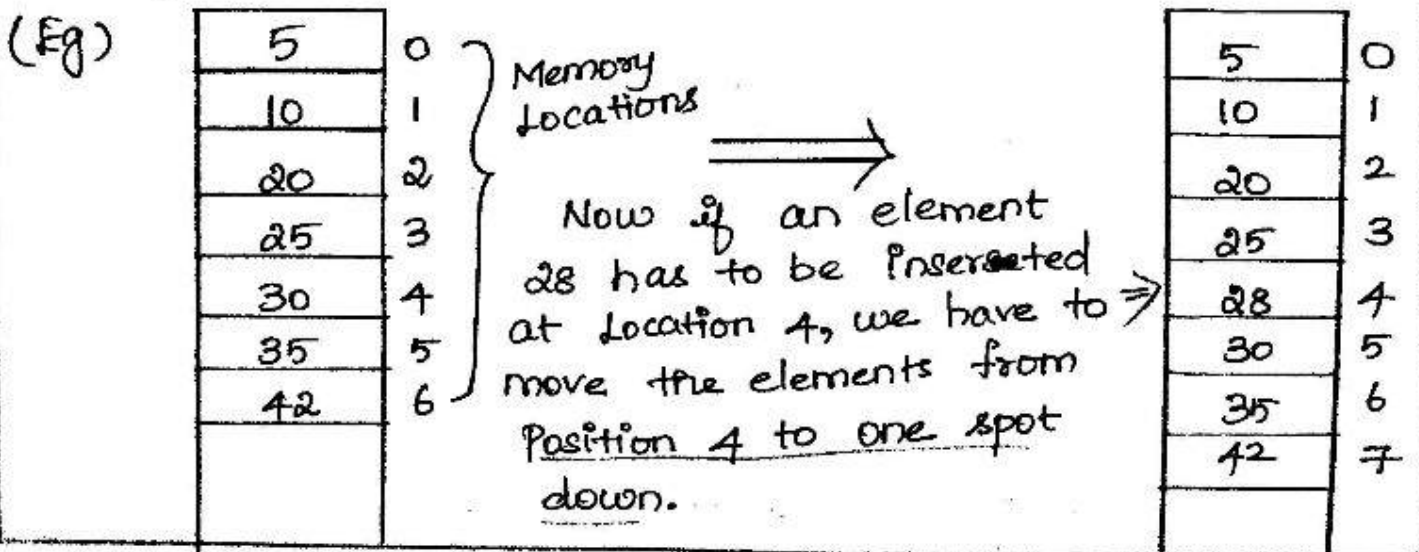 (Eg)
5 0
10 1
20 2
25 3
30 4
35 5
42 6
Memory
Locations
Now if an element
28 has to be inserseted
at Location 4, we have to ⇒
move the elements from
Position 4 to one spot
down.
5 0
10 1
20 2
25 3
28 4
30 5
35 6
42 7